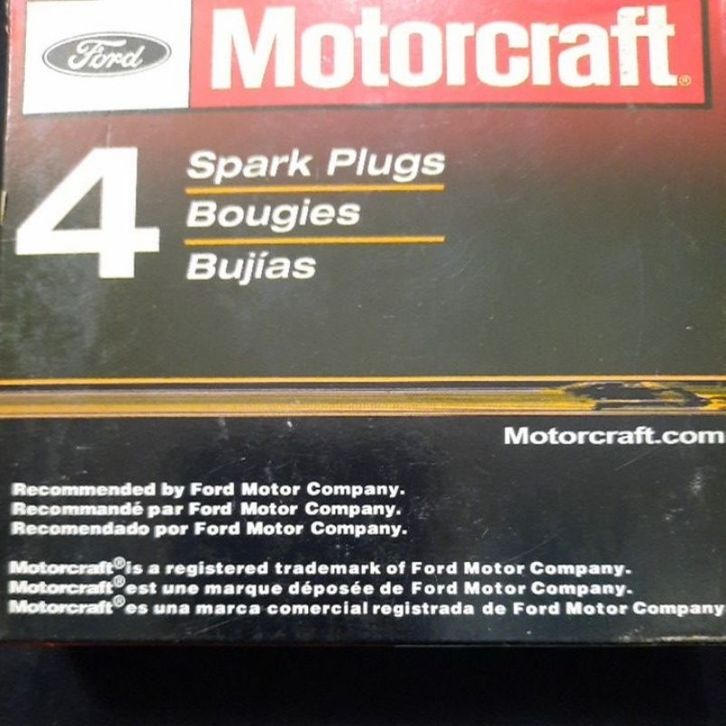 Ford
Motorcraft®
4
Spark Plugs
Bougies
Bujías
Motorcraft.com
Recommended by Ford Motor Company.
Recommandé par Ford Motor Company.
Recomendado por Ford Motor Company.
Motorcraft® is a registered trademark of Ford Motor Company.
Motorcraft® est une marque déposée de Ford Motor Company.
Motorcraft® es una marca comercial registrada de Ford Motor Company